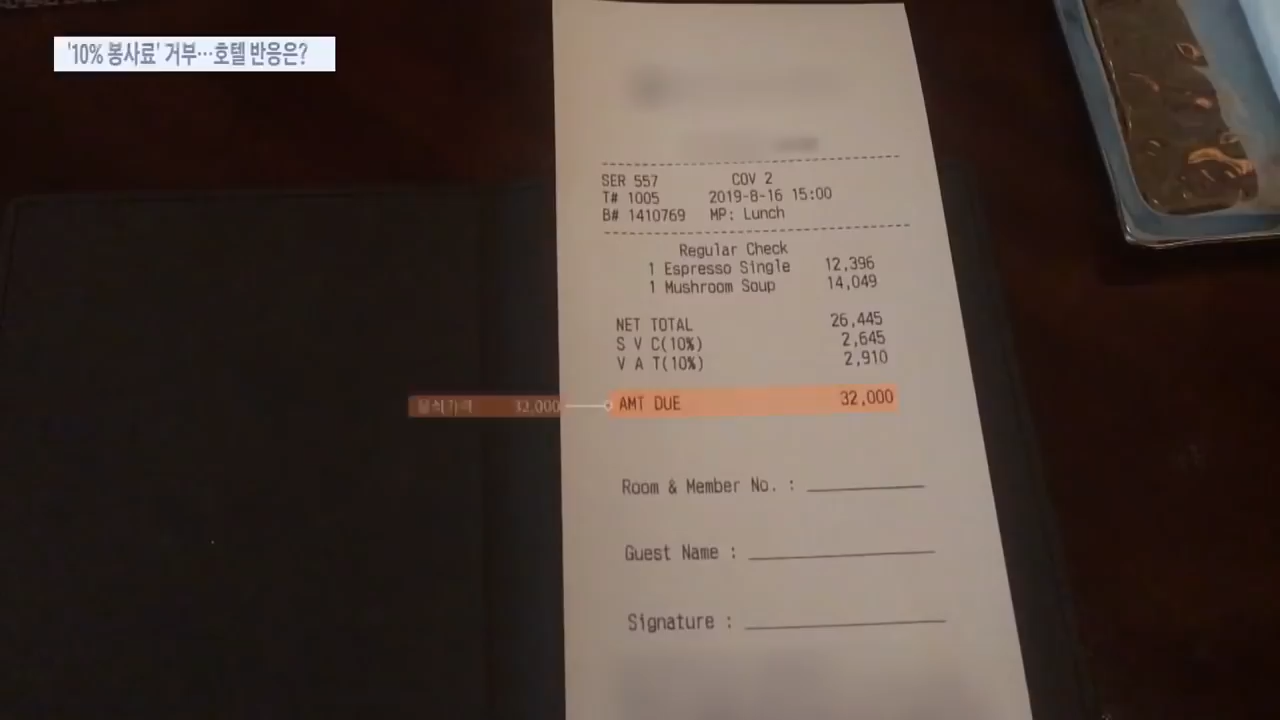 '10% 봉사료' 거부…호텔 반응은?
SER 557 COV 2
T# 1005 2019-8-16 15:00
B# 1410769 MP: Lunch
Regular Check
1 Espresso Single 12,396
1 Mushroom Soup 14,049
NET TOTAL 26,445
S V C(10%) 2,645
V A T(10%) 2,910
32,000
AMT DUE 32,000
Room & Member No. :
Guest Name :
Signature :